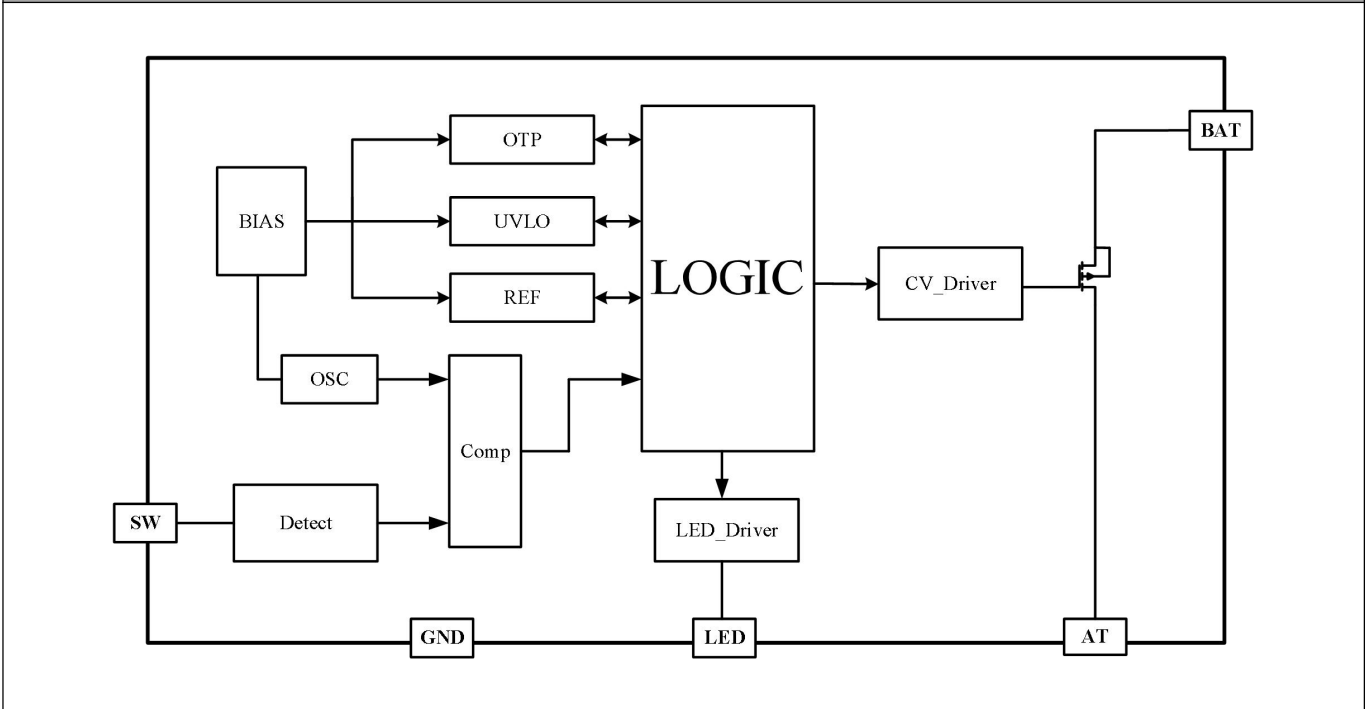 BAT
OTP
BIAS
UVLO
LOGIC
CV_Driver
REF
OSC
Comp
SW
Detect
LED_Driver
GND
LED
AT